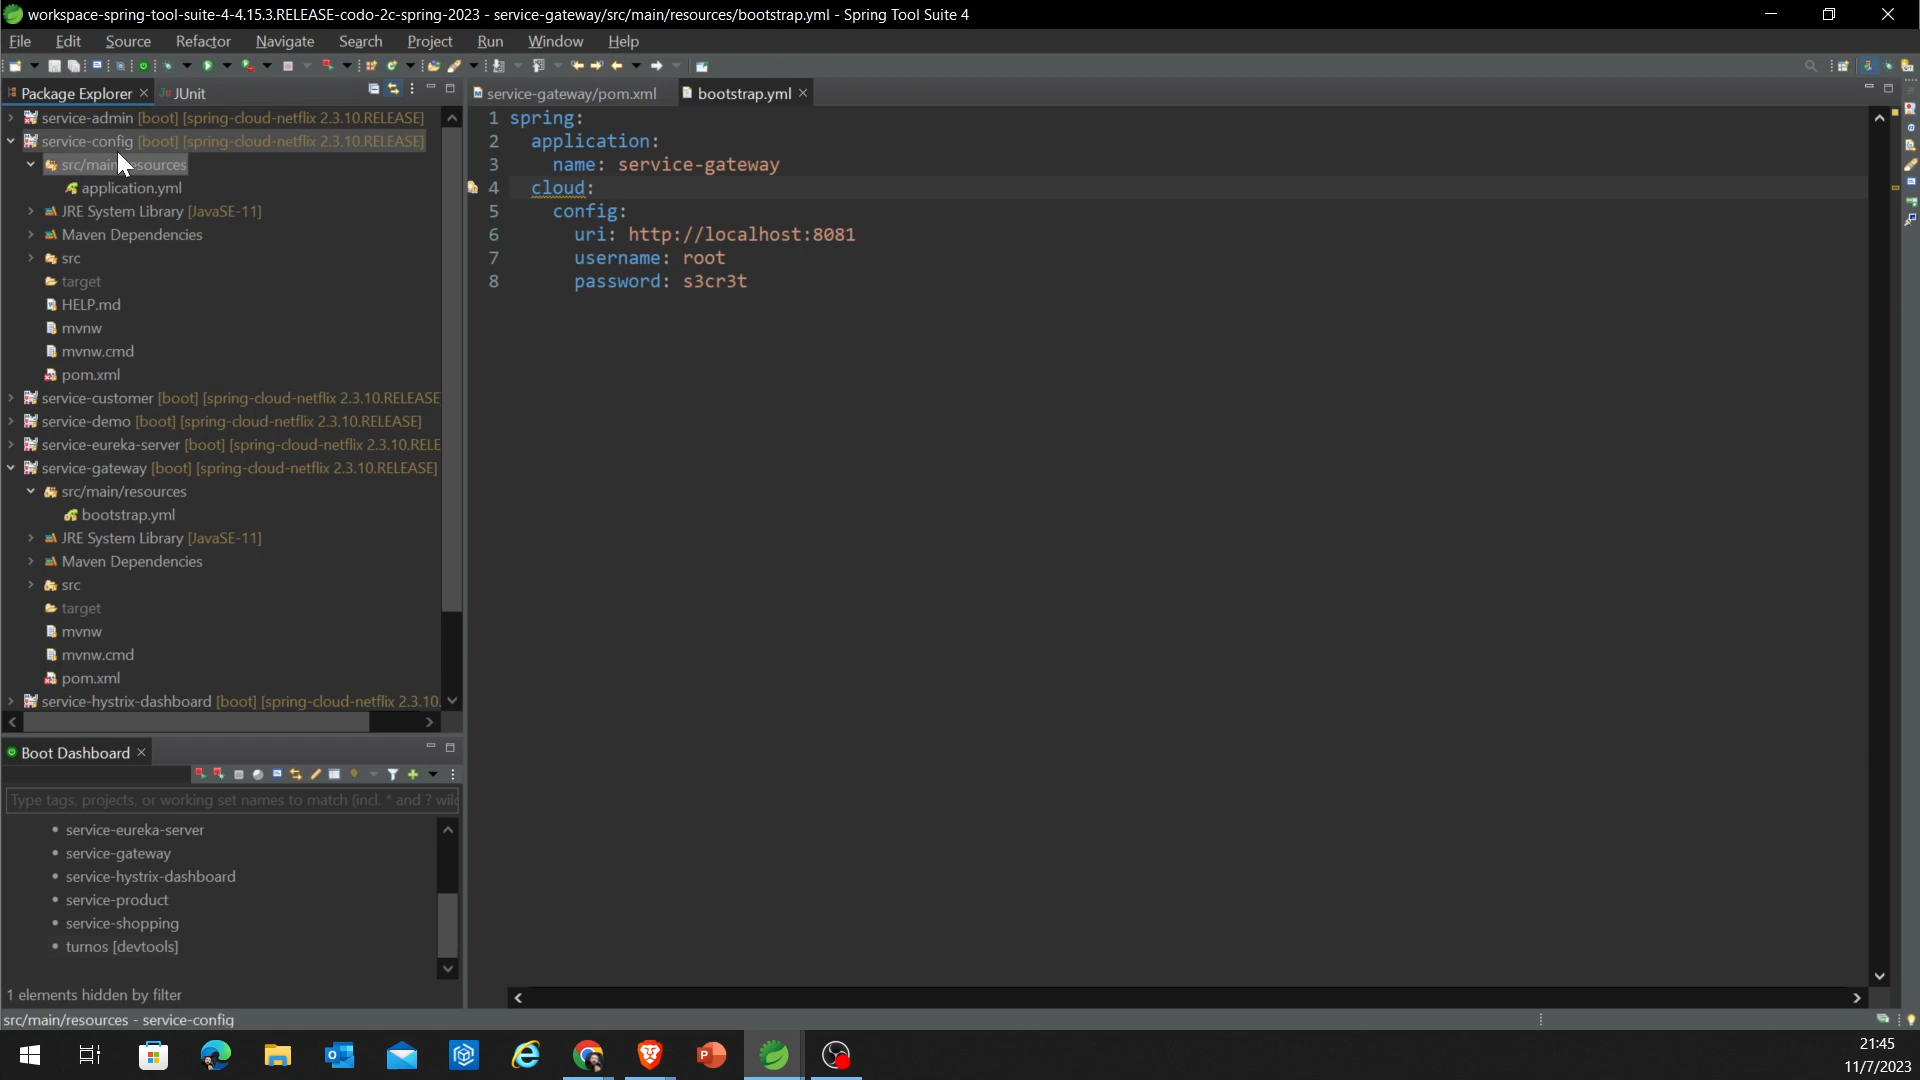 workspace-spring-tool-suite-4-4.15.3.RELEASE-codo-2c-spring-2023 - service-gateway/src/main/resources/bootstrap.yml - Spring Tool Suite 4
File Edit Source Refactor Navigate Search Project Run Window Help
Package Explorer
JUnit
service-admin [boot] [spring-cloud-netflix 2.3.10.RELEASE]
service-config [boot] [spring-cloud-netflix 2.3.10.RELEASE]
application.yml
JRE System Library [JavaSE-11]
Maven Dependencies
src
target
HELP.md
mvnw
mvnw.cmd
pom.xml
service-customer [boot] [spring-cloud-netflix 2.3.10.RELEASE
service-demo [boot] [spring-cloud-netflix 2.3.10.RELEASE]
service-eureka-server [boot] [spring-cloud-netflix 2.3.10.RELE
service-gateway [boot] [spring-cloud-netflix 2.3.10.RELEASE]
src/main/resources
bootstrap.yml
JRE System Library [JavaSE-11]
Maven Dependencies
src
target
mvnw
mvnw.cmd
pom.xml
service-hystrix-dashboard [boot] [spring-cloud-netflix 2.3.10.
service-gateway/pom.xml
bootstrap.yml
1 spring:
2 application:
3 name: service-gateway
4 cloud:
5 config:
6 uri: http://localhost:8081
7 username: root
8 password: s3cr3t
Boot Dashboard
Type tags, projects, or working set names to match (incl. * and ? wild
service-eureka-server
service-gateway
service-hystrix-dashboard
service-product
service-shopping
turnos [devtools]
1 elements hidden by filter
src/main/resources - service-config
21:45
11/7/2023